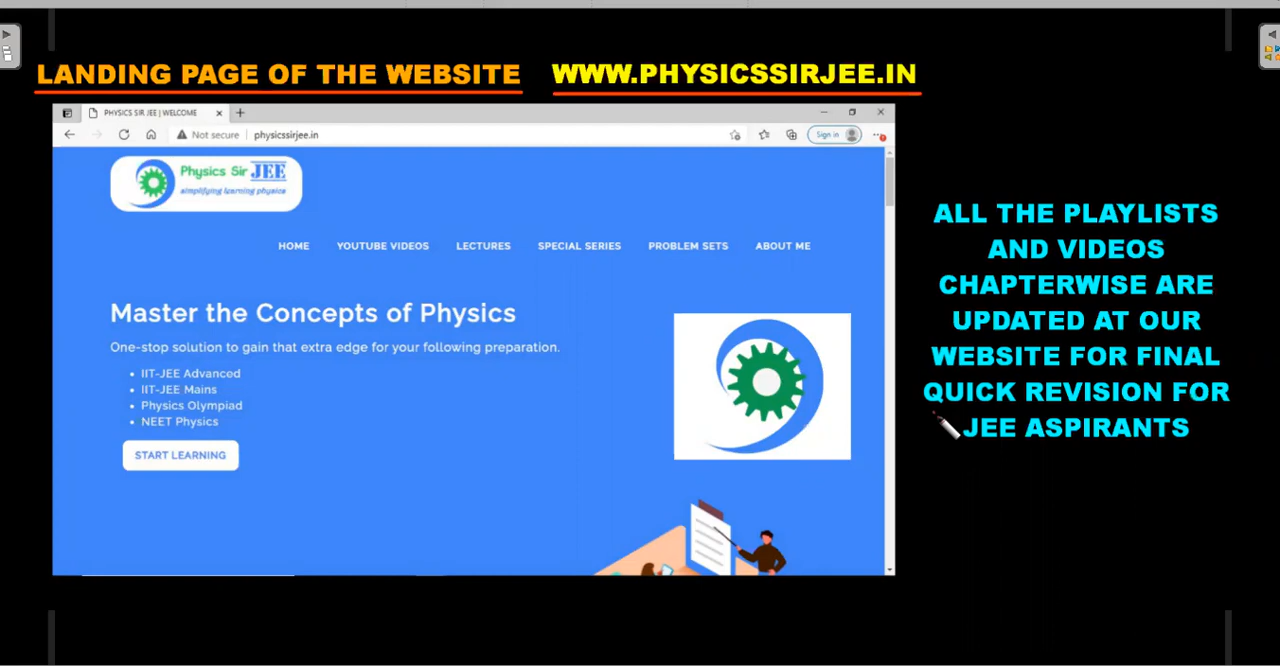 LANDING PAGE OF THE WEBSITE WWW.PHYSICSSIRJEE.IN
PHYSICS SIR JEE | WELCOME
Not secure physicssirjee.in Sign in
Physics Sir JEE
simplifying learning physics
HOME YOUTUBE VIDEOS LECTURES SPECIAL SERIES PROBLEM SETS ABOUT ME
Master the Concepts of Physics
One-stop solution to gain that extra edge for your following preparation.
• IIT-JEE Advanced
• IIT-JEE Mains
• Physics Olympiad
• NEET Physics
START LEARNING
ALL THE PLAYLISTS
AND VIDEOS
CHAPTERWISE ARE
UPDATED AT OUR
WEBSITE FOR FINAL
QUICK REVISION FOR
JEE ASPIRANTS